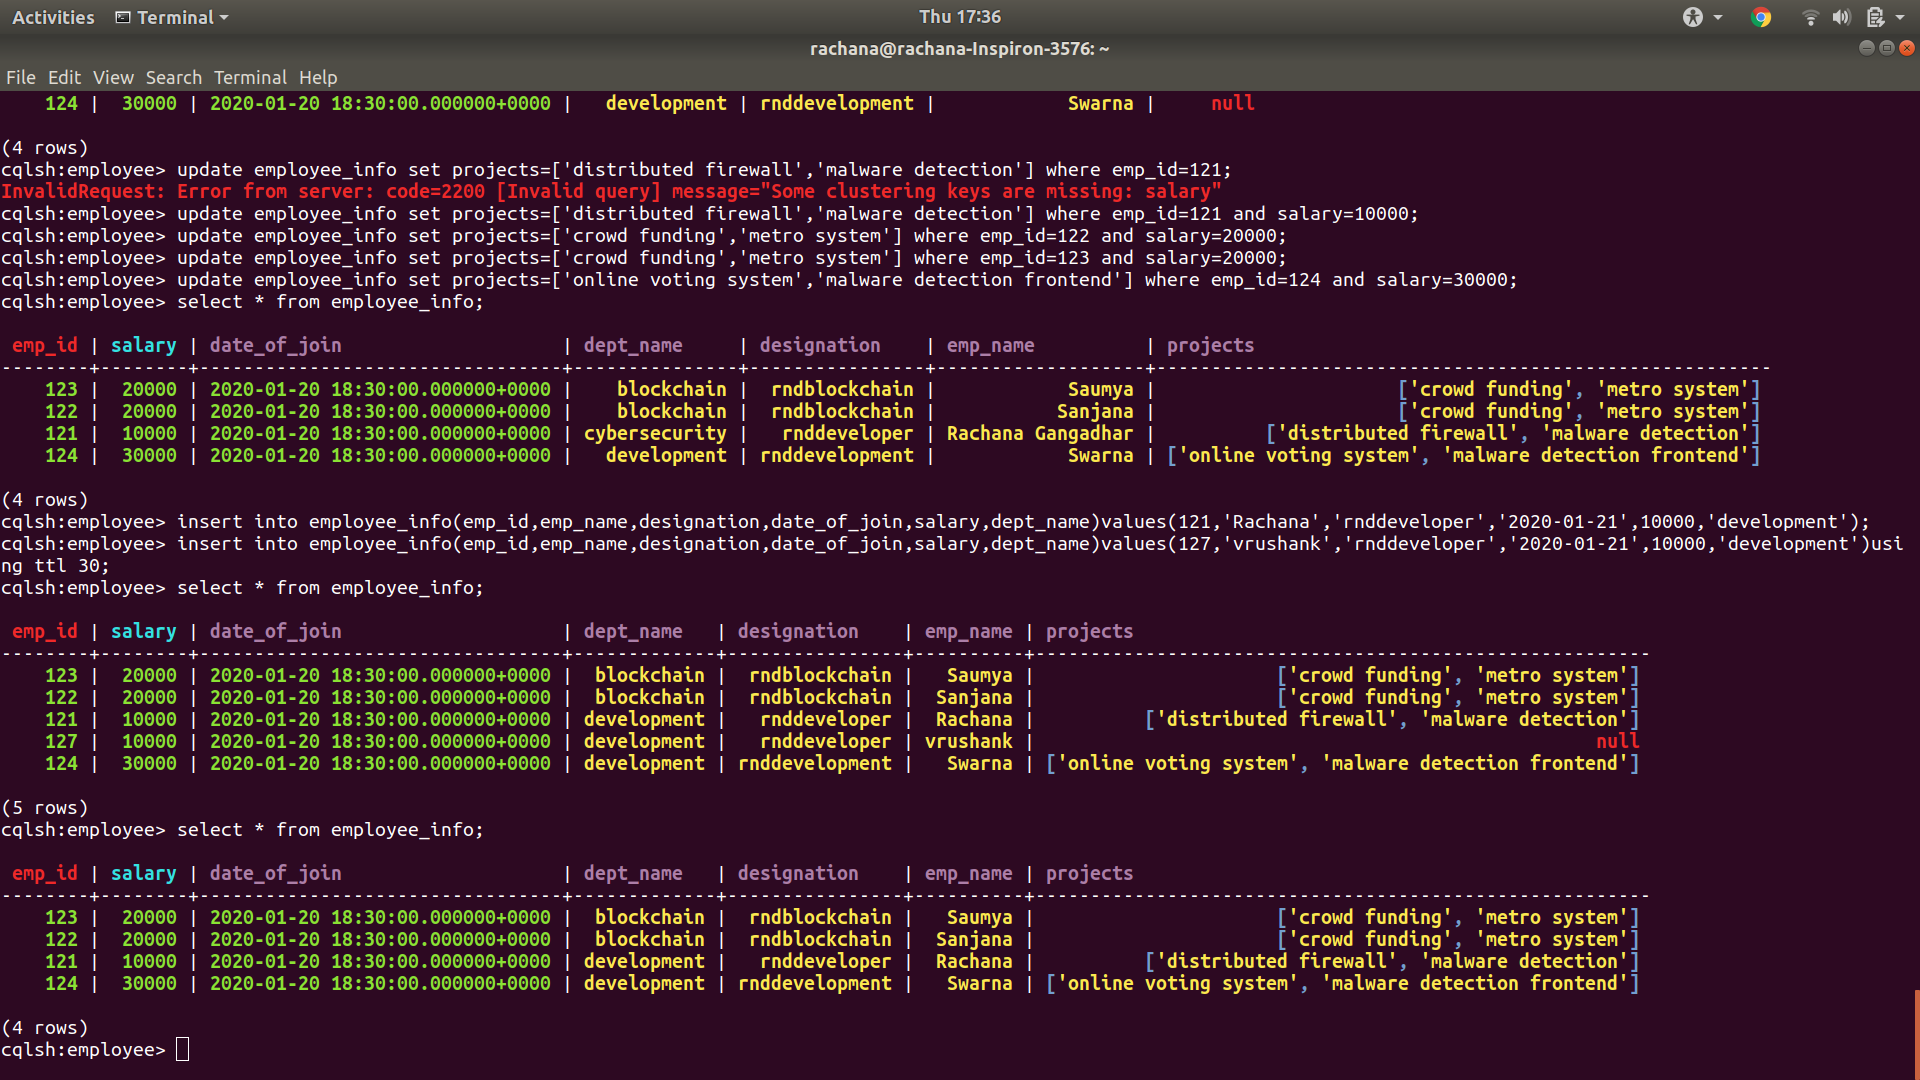 Activities Terminal Thu 17:36
rachana@rachana-Inspiron-3576: ~
File Edit View Search Terminal Help
    124 |  30000 | 2020-01-20 18:30:00.000000+0000 |   development | rnddevelopment |            Swarna |     null
(4 rows)
cqlsh:employee> update employee_info set projects=['distributed firewall','malware detection'] where emp_id=121;
InvalidRequest: Error from server: code=2200 [Invalid query] message="Some clustering keys are missing: salary"
cqlsh:employee> update employee_info set projects=['distributed firewall','malware detection'] where emp_id=121 and salary=10000;
cqlsh:employee> update employee_info set projects=['crowd funding','metro system'] where emp_id=122 and salary=20000;
cqlsh:employee> update employee_info set projects=['crowd funding','metro system'] where emp_id=123 and salary=20000;
cqlsh:employee> update employee_info set projects=['online voting system','malware detection frontend'] where emp_id=124 and salary=30000;
cqlsh:employee> select * from employee_info;
 emp_id | salary | date_of_join                    | dept_name     | designation    | emp_name          | projects
--------+--------+---------------------------------+---------------+----------------+-------------------+--------------------------------------------------------
    123 |  20000 | 2020-01-20 18:30:00.000000+0000 |    blockchain |  rndblockchain |            Saumya |                      ['crowd funding', 'metro system']
    122 |  20000 | 2020-01-20 18:30:00.000000+0000 |    blockchain |  rndblockchain |           Sanjana |                      ['crowd funding', 'metro system']
    121 |  10000 | 2020-01-20 18:30:00.000000+0000 | cybersecurity |   rnddeveloper | Rachana Gangadhar |          ['distributed firewall', 'malware detection']
    124 |  30000 | 2020-01-20 18:30:00.000000+0000 |   development | rnddevelopment |            Swarna | ['online voting system', 'malware detection frontend']
(4 rows)
cqlsh:employee> insert into employee_info(emp_id,emp_name,designation,date_of_join,salary,dept_name)values(121,'Rachana','rnddeveloper','2020-01-21',10000,'development');
cqlsh:employee> insert into employee_info(emp_id,emp_name,designation,date_of_join,salary,dept_name)values(127,'vrushank','rnddeveloper','2020-01-21',10000,'development')usi
ng ttl 30;
cqlsh:employee> select * from employee_info;
 emp_id | salary | date_of_join                    | dept_name   | designation    | emp_name | projects
--------+--------+---------------------------------+-------------+----------------+----------+--------------------------------------------------------
    123 |  20000 | 2020-01-20 18:30:00.000000+0000 |  blockchain |  rndblockchain |   Saumya |                      ['crowd funding', 'metro system']
    122 |  20000 | 2020-01-20 18:30:00.000000+0000 |  blockchain |  rndblockchain |  Sanjana |                      ['crowd funding', 'metro system']
    121 |  10000 | 2020-01-20 18:30:00.000000+0000 | development |   rnddeveloper |  Rachana |          ['distributed firewall', 'malware detection']
    127 |  10000 | 2020-01-20 18:30:00.000000+0000 | development |   rnddeveloper | vrushank |                                                   null
    124 |  30000 | 2020-01-20 18:30:00.000000+0000 | development | rnddevelopment |   Swarna | ['online voting system', 'malware detection frontend']
(5 rows)
cqlsh:employee> select * from employee_info;
 emp_id | salary | date_of_join                    | dept_name   | designation    | emp_name | projects
--------+--------+---------------------------------+-------------+----------------+----------+--------------------------------------------------------
    123 |  20000 | 2020-01-20 18:30:00.000000+0000 |  blockchain |  rndblockchain |   Saumya |                      ['crowd funding', 'metro system']
    122 |  20000 | 2020-01-20 18:30:00.000000+0000 |  blockchain |  rndblockchain |  Sanjana |                      ['crowd funding', 'metro system']
    121 |  10000 | 2020-01-20 18:30:00.000000+0000 | development |   rnddeveloper |  Rachana |          ['distributed firewall', 'malware detection']
    124 |  30000 | 2020-01-20 18:30:00.000000+0000 | development | rnddevelopment |   Swarna | ['online voting system', 'malware detection frontend']
(4 rows)
cqlsh:employee>